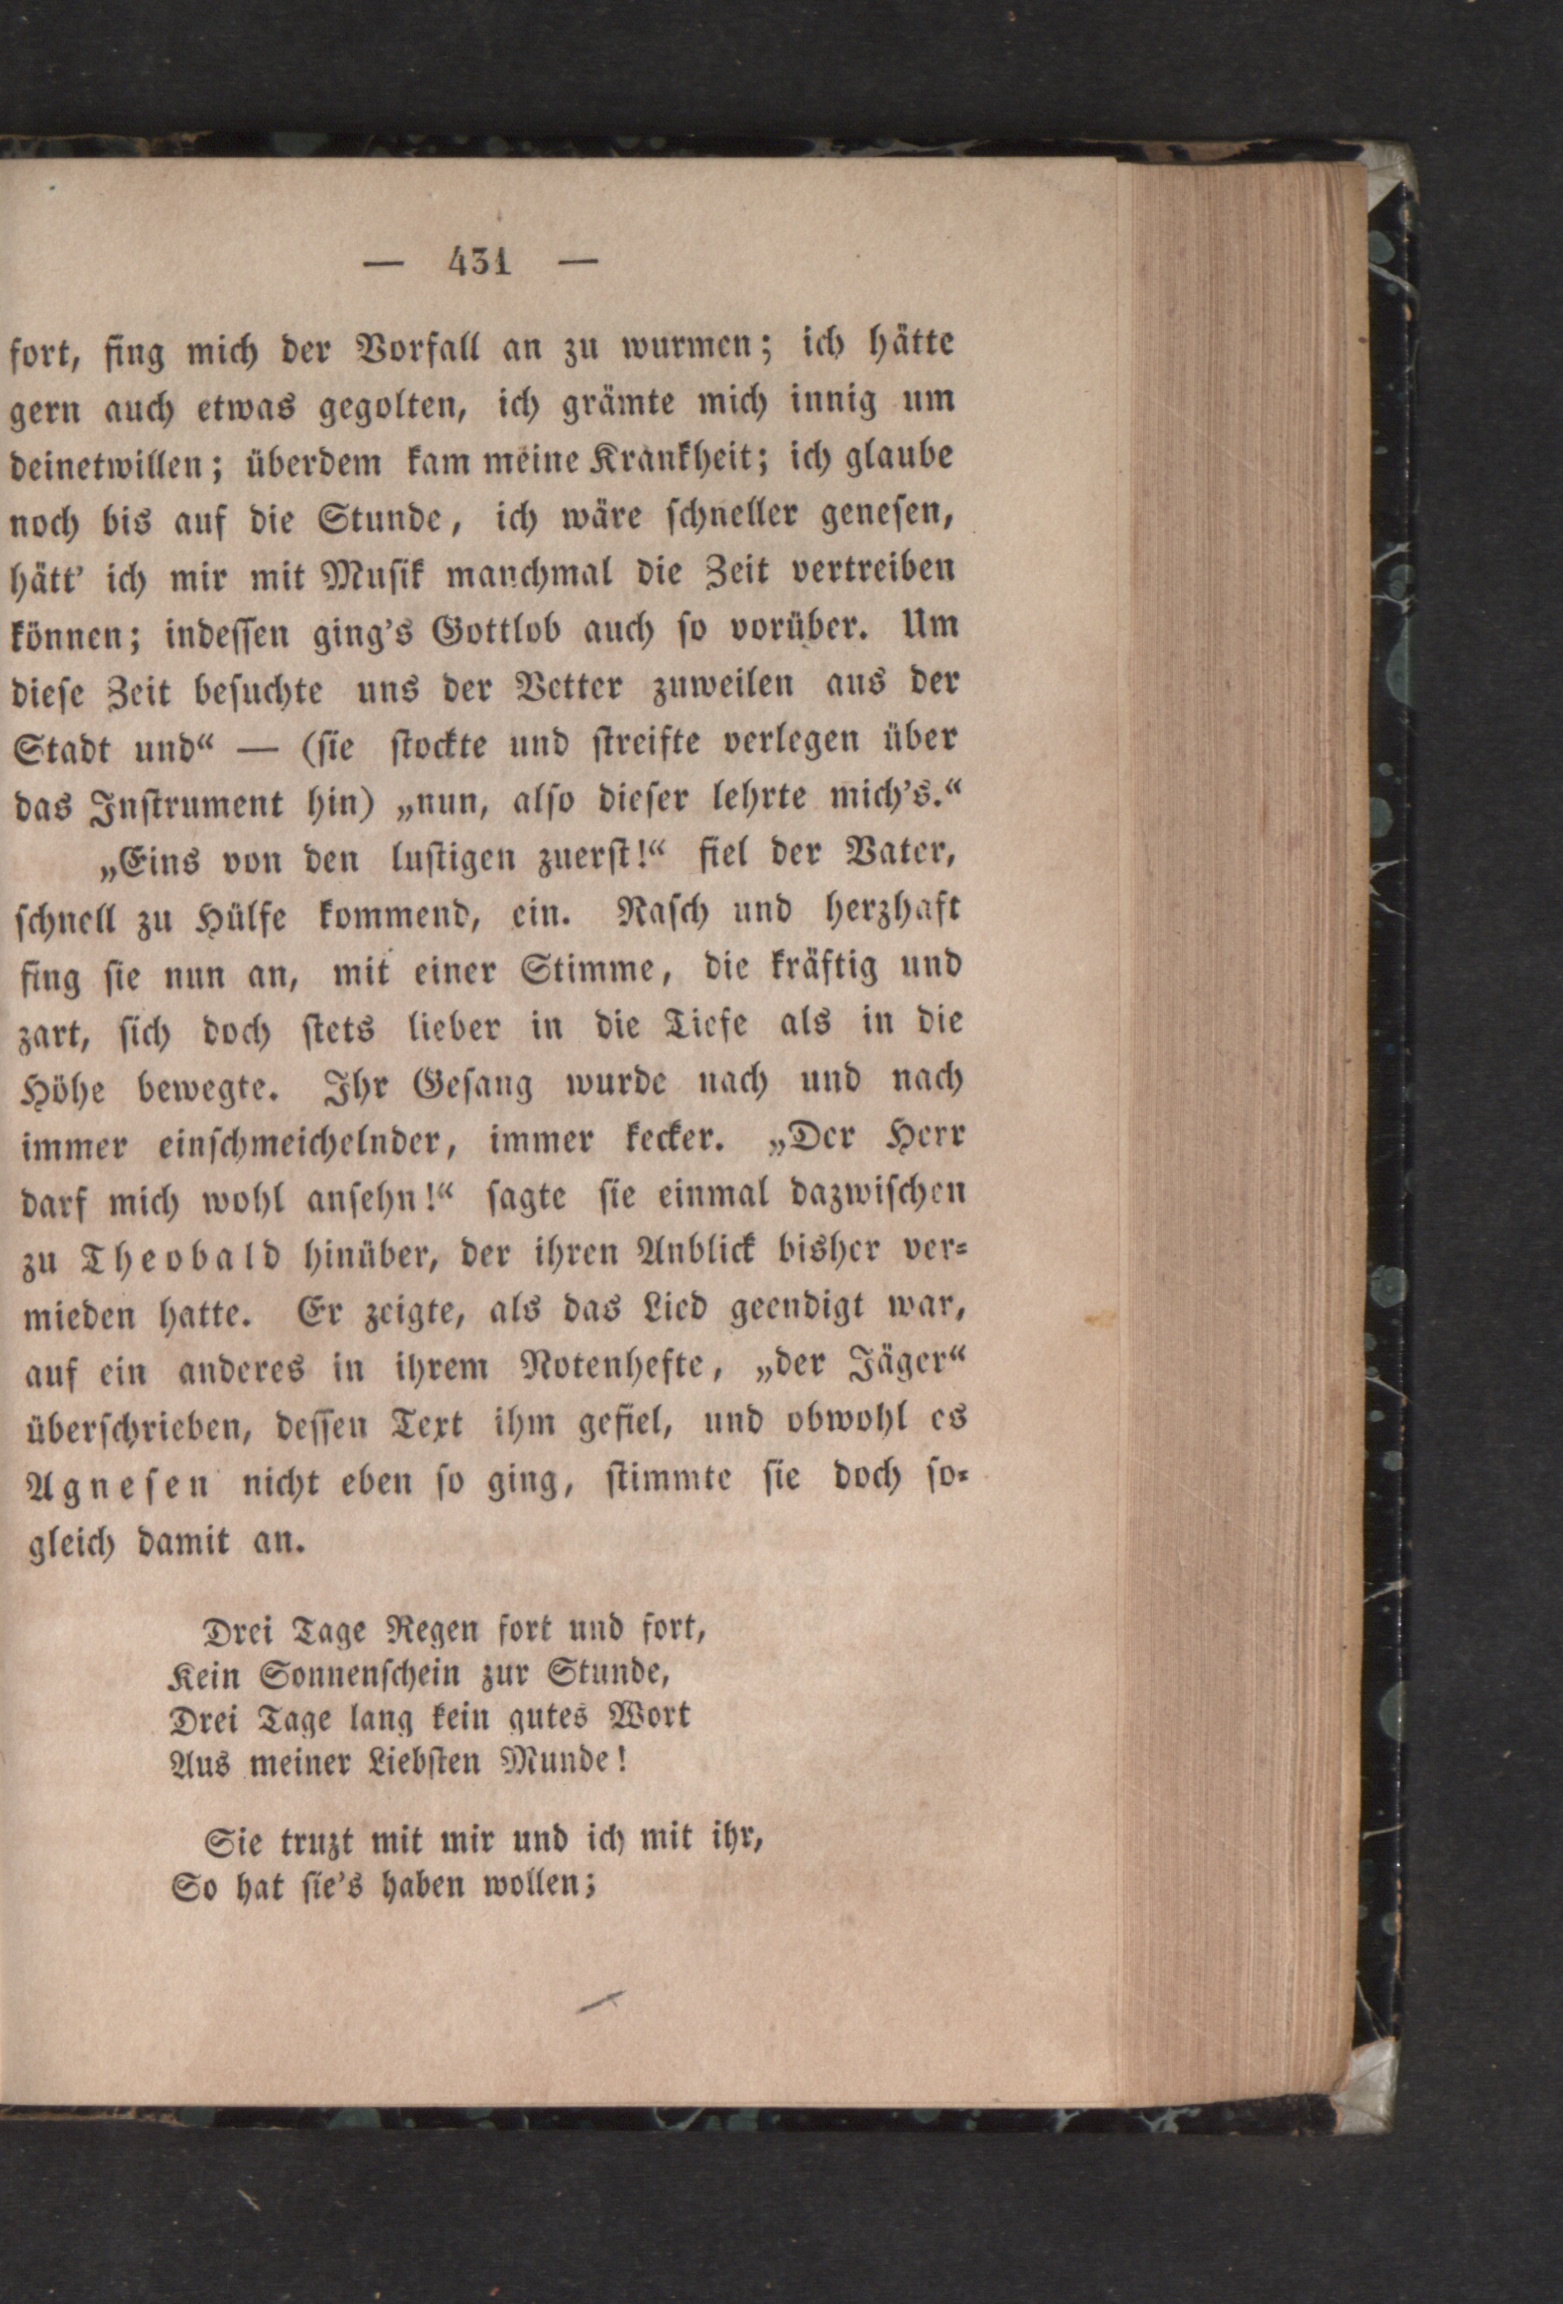 — 431 —
fort, fing mich der Vorfall an zu wurmen; ich hätte
gern auch etwas gegolten, ich grämte mich innig um
deinetwillen; überdem kam meine Krankheit; ich glaube
noch bis auf die Stunde, ich wäre ſchneller geneſen,
hätt' ich mir mit Muſik manchmal die Zeit vertreiben
können; indeſſen ging's Gottlob auch ſo vorüber. Um
dieſe Zeit beſuchte uns der Vetter zuweilen aus der
Stadt und“ — (ſie ſtockte und ſtreifte verlegen über
das Inſtrument hin) „nun, alſo dieſer lehrte mich's.“
„Eins von den luſtigen zuerſt!“ fiel der Vater,
ſchnell zu Hülfe kommend, ein. Raſch und herzhaft
fing ſie nun an, mit einer Stimme, die kräftig und
zart, ſich doch ſtets lieber in die Tiefe als in die
Höhe bewegte. Ihr Geſang wurde nach und nach
immer einſchmeichelnder, immer kecker. „Der Herr
darf mich wohl anſehn!“ ſagte ſie einmal dazwiſchen
zu Theobald hinüber, der ihren Anblick bisher ver⸗
mieden hatte. Er zeigte, als das Lied geendigt war,
auf ein anderes in ihrem Notenhefte, „der Jäger“
überſchrieben, deſſen Text ihm gefiel, und obwohl es
Agneſen nicht eben ſo ging, ſtimmte ſie doch ſo⸗
gleich damit an.
Drei Tage Regen fort und fort,
Kein Sonnenſchein zur Stunde,
Drei Tage lang kein gutes Wort
Aus meiner Liebſten Munde!
Sie truzt mit mir und ich mit ihr,
So hat ſie's haben wollen;